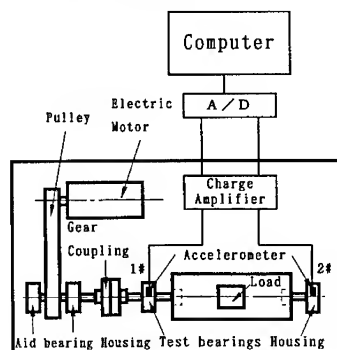 Computer
A/D
Electric
Motor
Pulley
Charge
Amplifier
Gear
Coupling
1#
Accelerometer
2#
Load
Aid bearing Housing Test bearings Housing